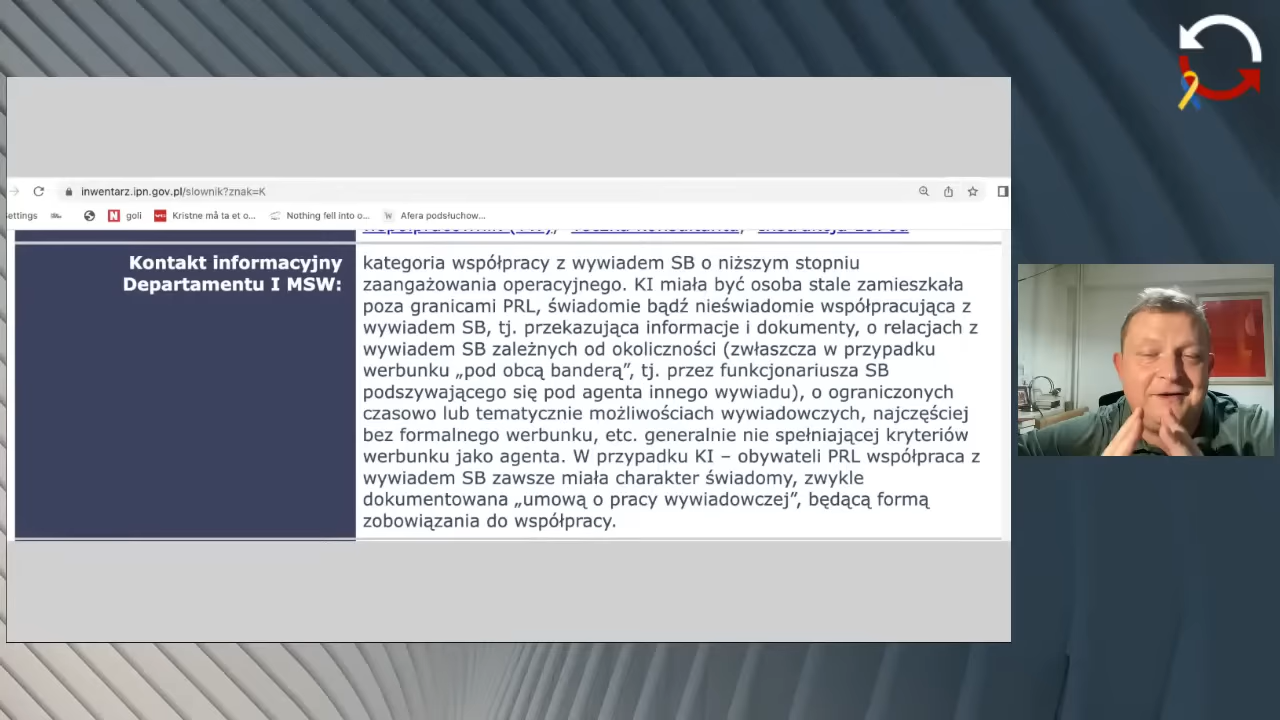 inwentarz.ipn.gov.pl/slownik?znak=K
goli
Kristne må ta et o...
Nothing fell into o...
Afera podsłuchow...
Kontakt informacyjny
Departamentu I MSW:
kategoria współpracy z wywiadem SB o niższym stopniu
zaangażowania operacyjnego. KI miała być osoba stale zamieszkała
poza granicami PRL, świadomie bądź nieświadomie współpracująca z
wywiadem SB, tj. przekazująca informacje i dokumenty, o relacjach z
wywiadem SB zależnych od okoliczności (zwłaszcza w przypadku
werbunku „pod obcą banderą”, tj. przez funkcjonariusza SB
podszywającego się pod agenta innego wywiadu), o ograniczonych
czasowo lub tematycznie możliwościach wywiadowczych, najczęściej
bez formalnego werbunku, etc. generalnie nie spełniającej kryteriów
werbunku jako agenta. W przypadku KI – obywateli PRL współpraca z
wywiadem SB zawsze miała charakter świadomy, zwykle
dokumentowana „umową o pracy wywiadowczej”, będącą formą
zobowiązania do współpracy.